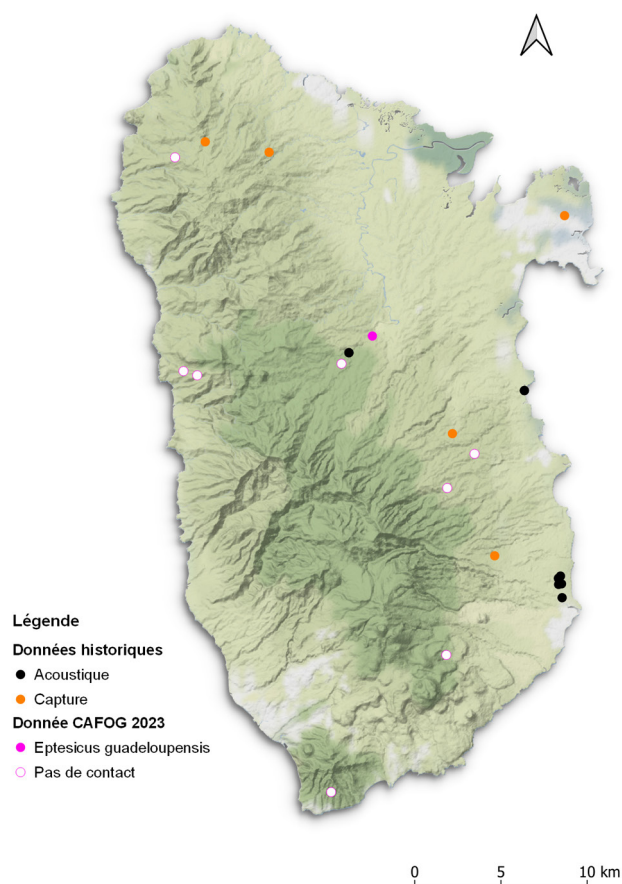 Légende
Données historiques
Acoustique
Capture
Donnée CAFOG 2023
Eptesicus guadeloupensis
Pas de contact
0 5 10 km